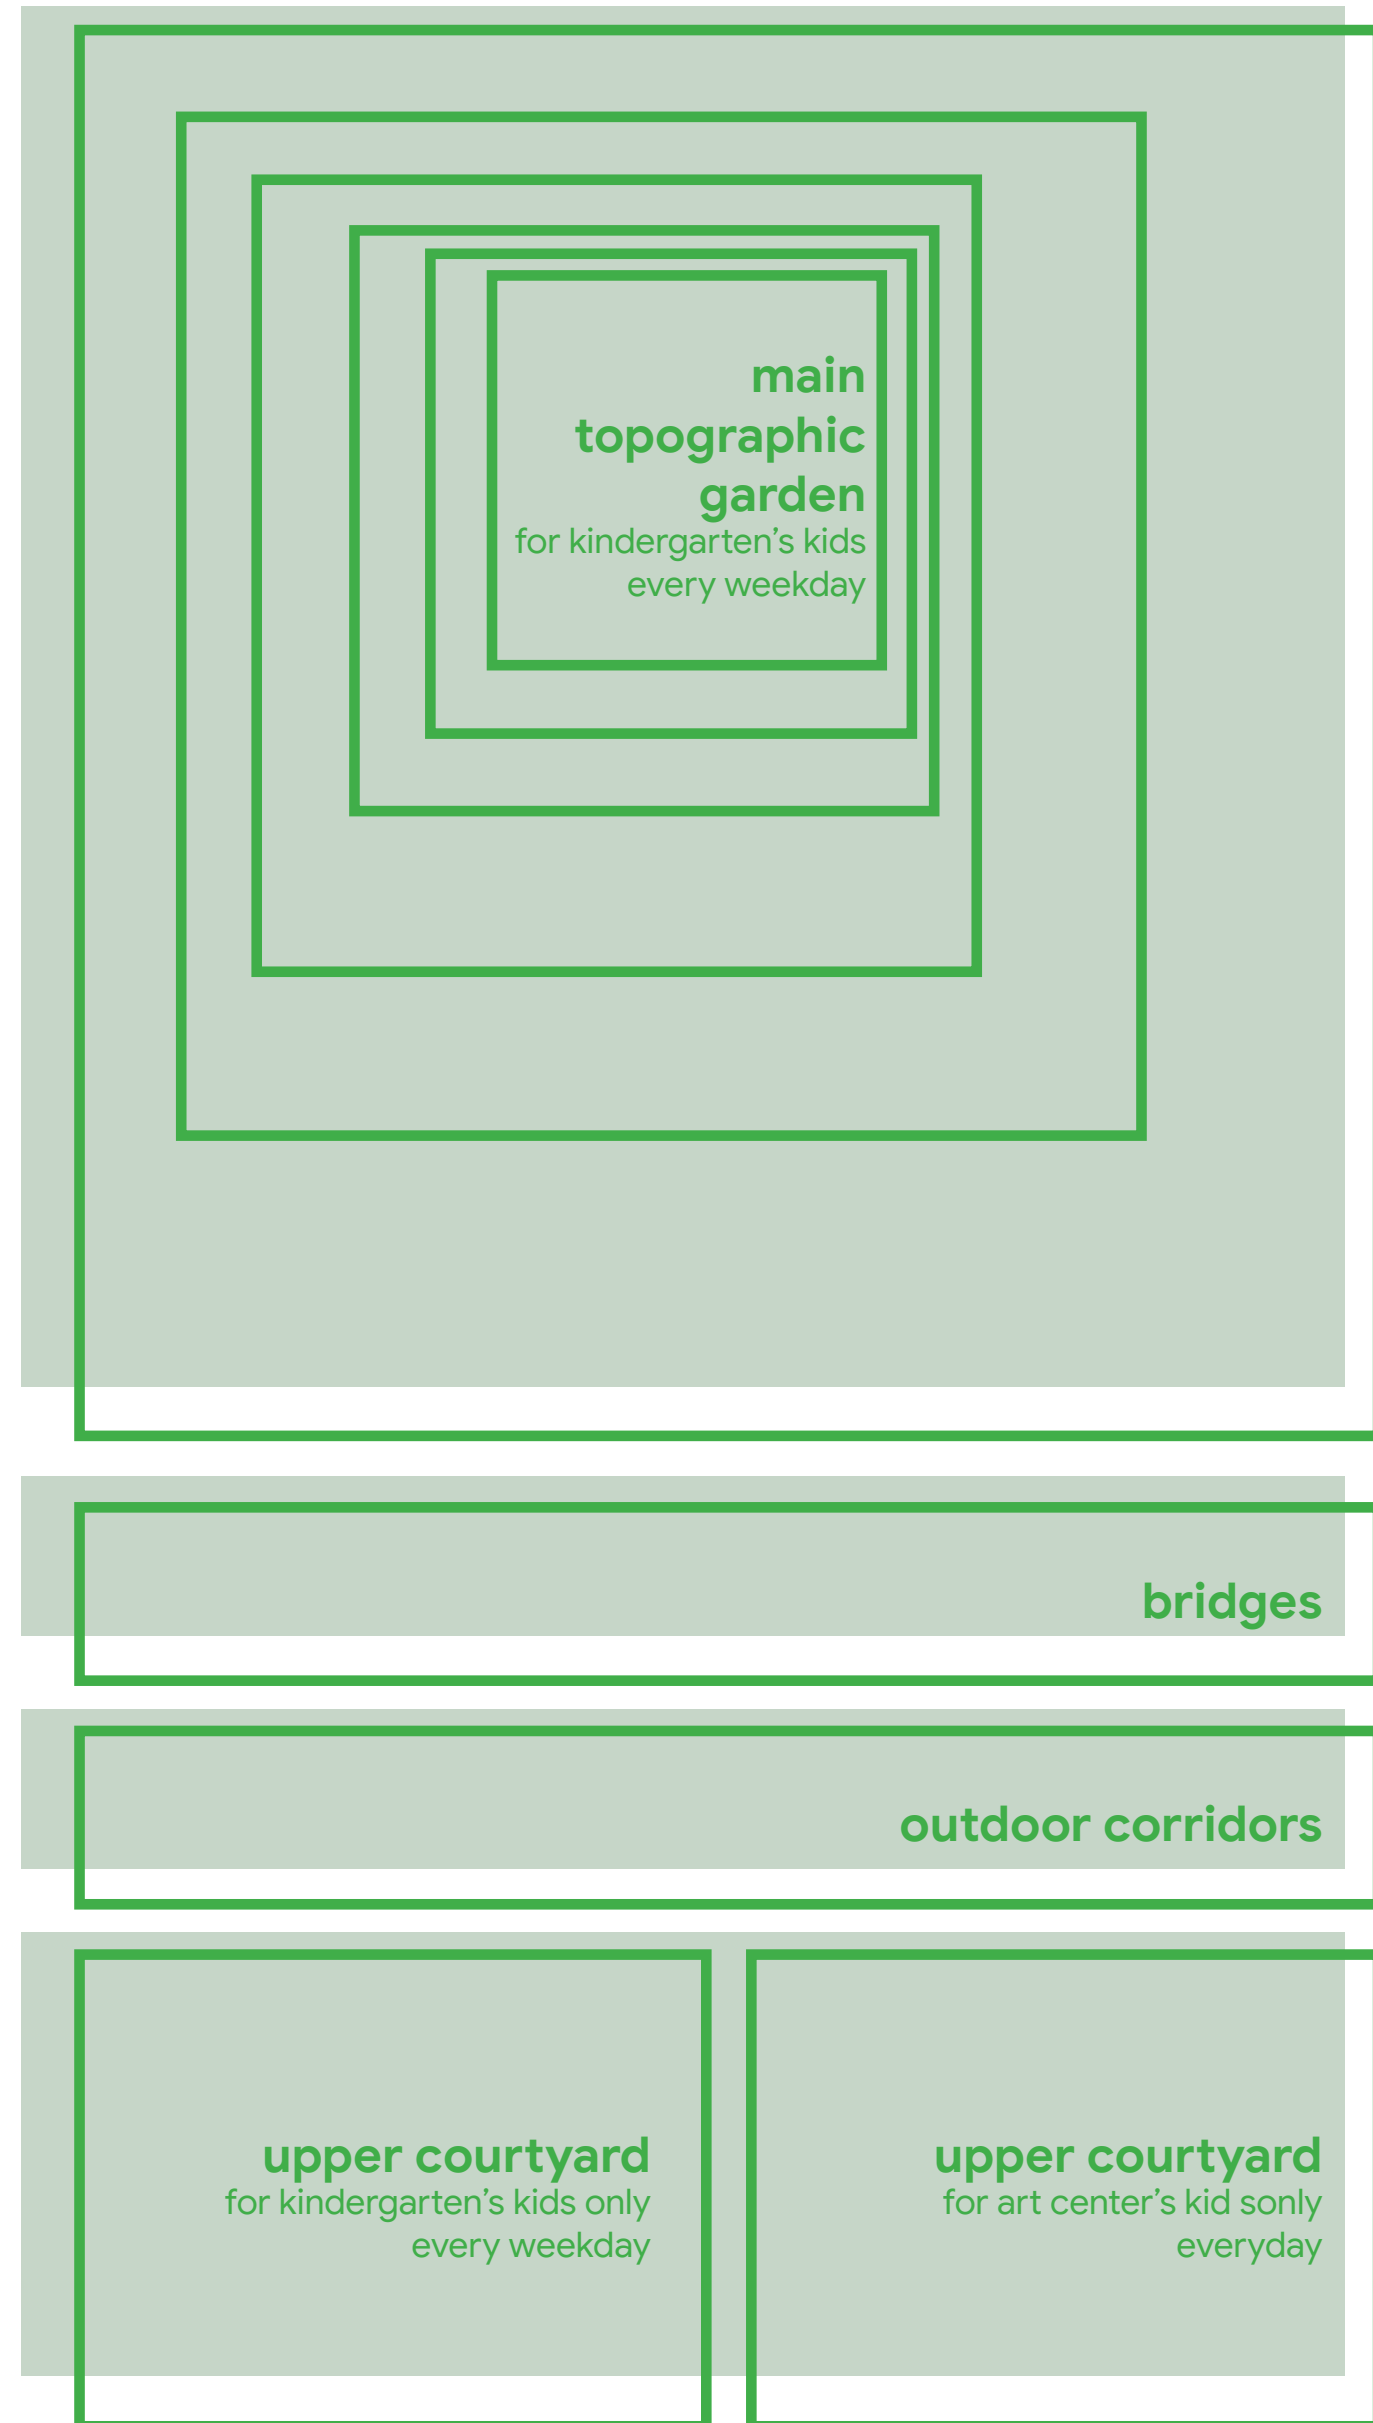 main
topographic
garden
for kindergarten’s kids
every weekday
bridges
outdoor corridors
upper courtyard
for kindergarten’s kids only
every weekday
upper courtyard
for art center’s kid sonly
everyday